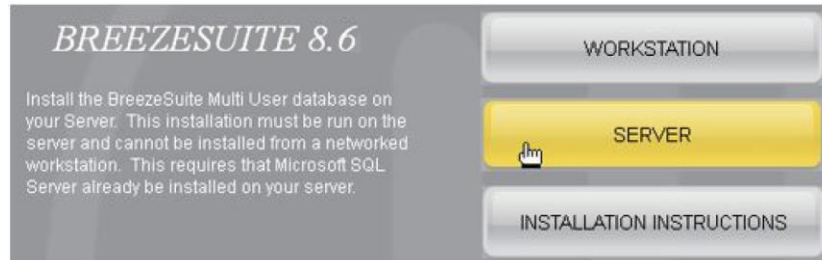 BREEZESUITE 8.6
Install the BreezeSuite Multi User database on
your Server. This installation must be run on the
server and cannot be installed from a networked
workstation. This requires that Microsoft SQL
Server already be installed on your server.
WORKSTATION
SERVER
INSTALLATION INSTRUCTIONS